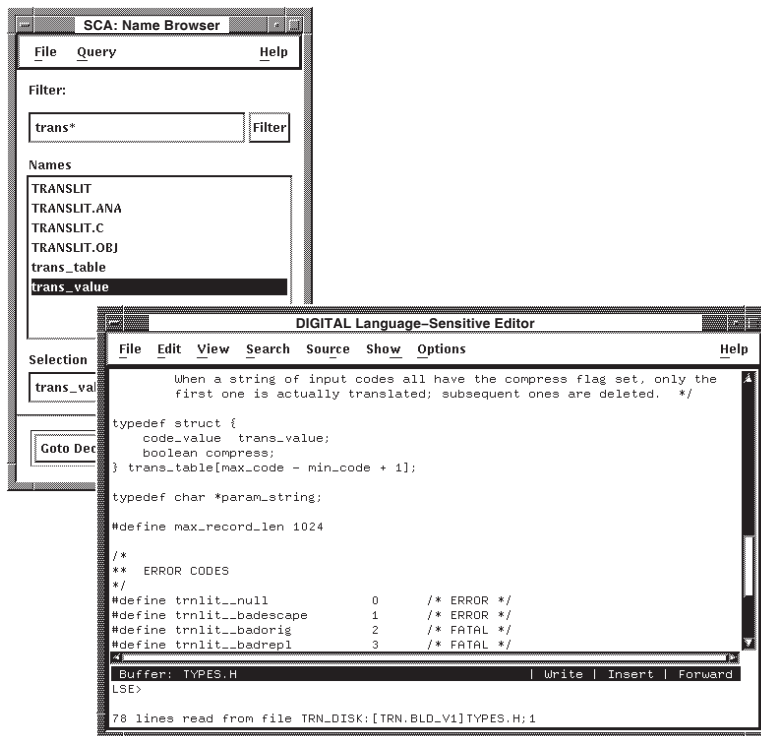 SCA: Name Browser
File Query Help
Filter:
trans* Filter
Names
TRANSLIT
TRANSLIT.ANA
TRANSLIT.C
TRANSLIT.OBJ
trans_table
trans_value
Selection
trans_val
Goto Dec
DIGITAL Language-Sensitive Editor
File Edit View Search Source Show Options Help
When a string of input codes all have the compress flag set, only the
first one is actually translated; subsequent ones are deleted. */
typedef struct {
code_value trans_value;
boolean compress;
} trans_table[max_code - min_code + 1];
typedef char *param_string;
#define max_record_len 1024
/*
** ERROR CODES
*/
#define trnlit__null 0 /* ERROR */
#define trnlit__badescape 1 /* ERROR */
#define trnlit__badorig 2 /* FATAL */
#define trnlit__badrepl 3 /* FATAL */
Buffer: TYPES.H | Write | Insert | Forward
LSE>
78 lines read from file TRN_DISK:[TRN.BLD_V1]TYPES.H;1